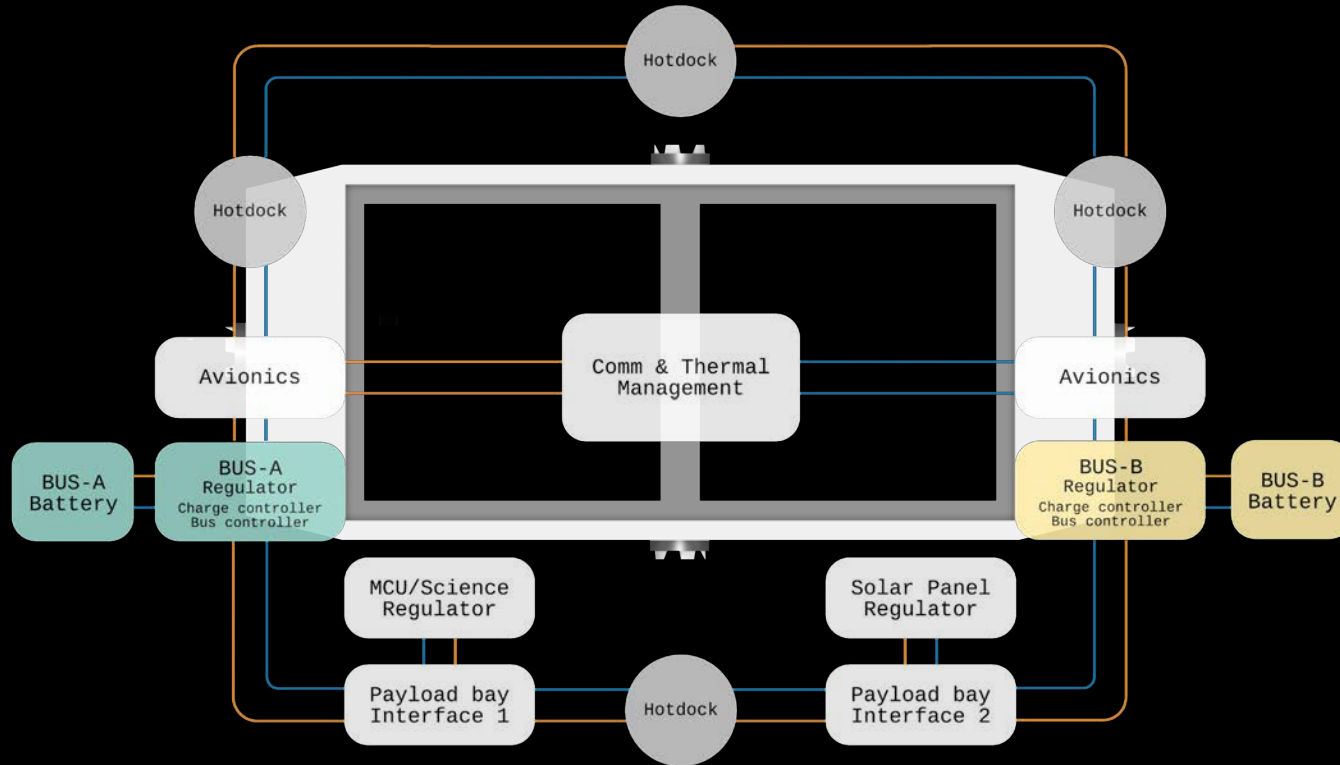 Hotdock
Hotdock
Hotdock
Avionics
Comm & Thermal
Management
Avionics
BUS-A
Battery
BUS-A
Regulator
Charge controller
Bus controller
BUS-B
Regulator
Charge controller
Bus controller
BUS-B
Battery
MCU/Science
Regulator
Solar Panel
Regulator
Payload bay
Interface 1
Hotdock
Payload bay
Interface 2